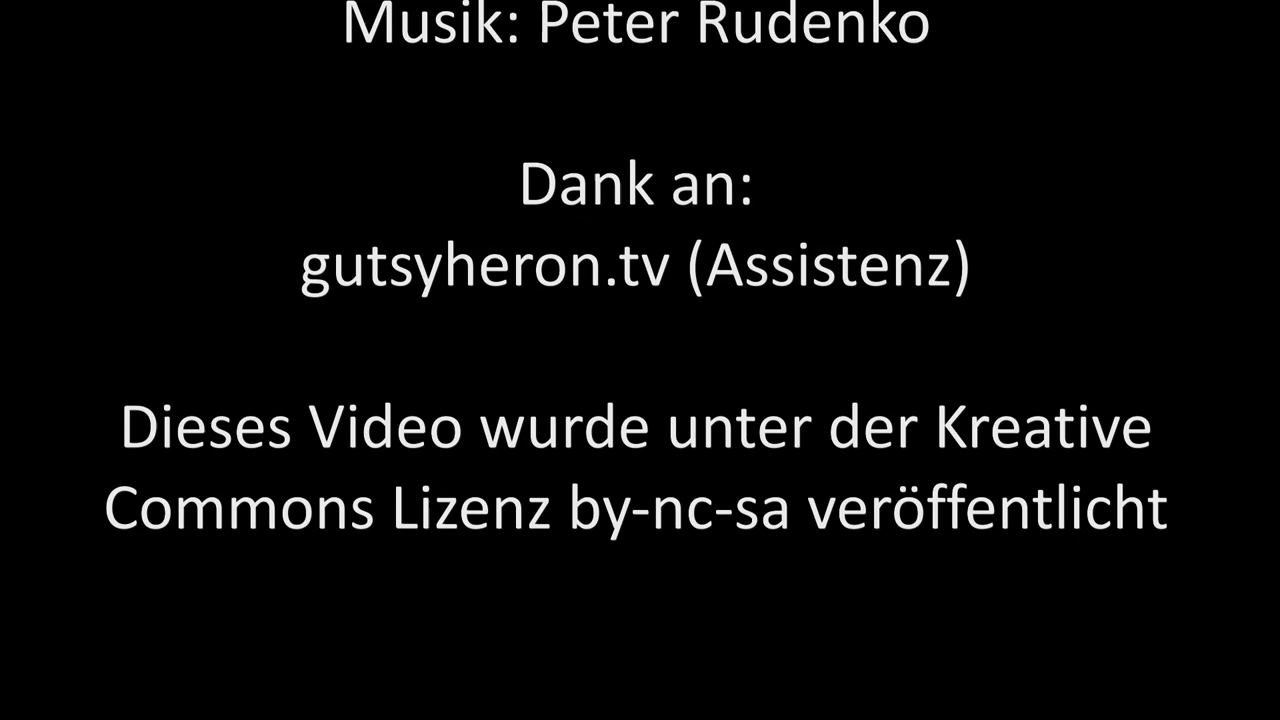 Musik: Peter Rudenko
Dank an:
gutsyheron.tv (Assistenz)
Dieses Video wurde unter der Kreative
Commons Lizenz by-nc-sa veröffentlicht